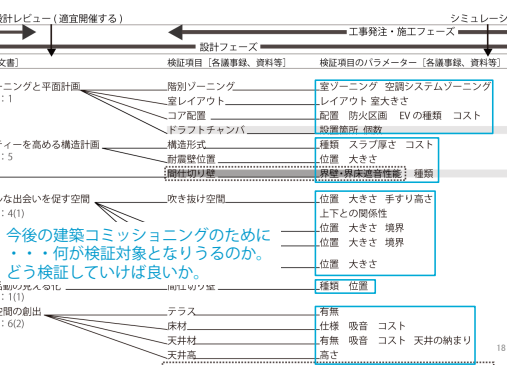 設計レビュー ( 適宜開催する )
シミュレーシ
工事発注・施工フェーズ
設計フェーズ
文書］
検証項目［各議事録、資料等］
検証項目のパラメーター［各議事録、資料等］
ーニングと平面計画
：1
階別ゾーニング
室ゾーニング 空調システムゾーニング
室レイアウト
レイアウト 室大きさ
コア配置
配置 防火区画 EV の種類 コスト
ドラフトチャンバ
設置箇所 個数
ティーを高める構造計画
：5
構造形式
種類 スラブ厚さ コスト
耐震壁位置
位置 大きさ
間仕切り壁
界壁・界床遮音性能 種類
んな出会いを促す空間
：4(1)
吹き抜け空間
位置 大きさ 手すり高さ
上下との関係性
位置 大きさ 境界
位置 大きさ 境界
位置 大きさ
今後の建築コミッショニングのために
・・・何が検証対象となりうるのか。
どう検証していけば良いか。
活動の見える化
：1(1)
間仕切り壁
種類 位置
空間の創出
：6(2)
テラス
有無
床材
仕様 吸音 コスト
天井材
有無 吸音 コスト 天井の納まり
天井高
高さ
18